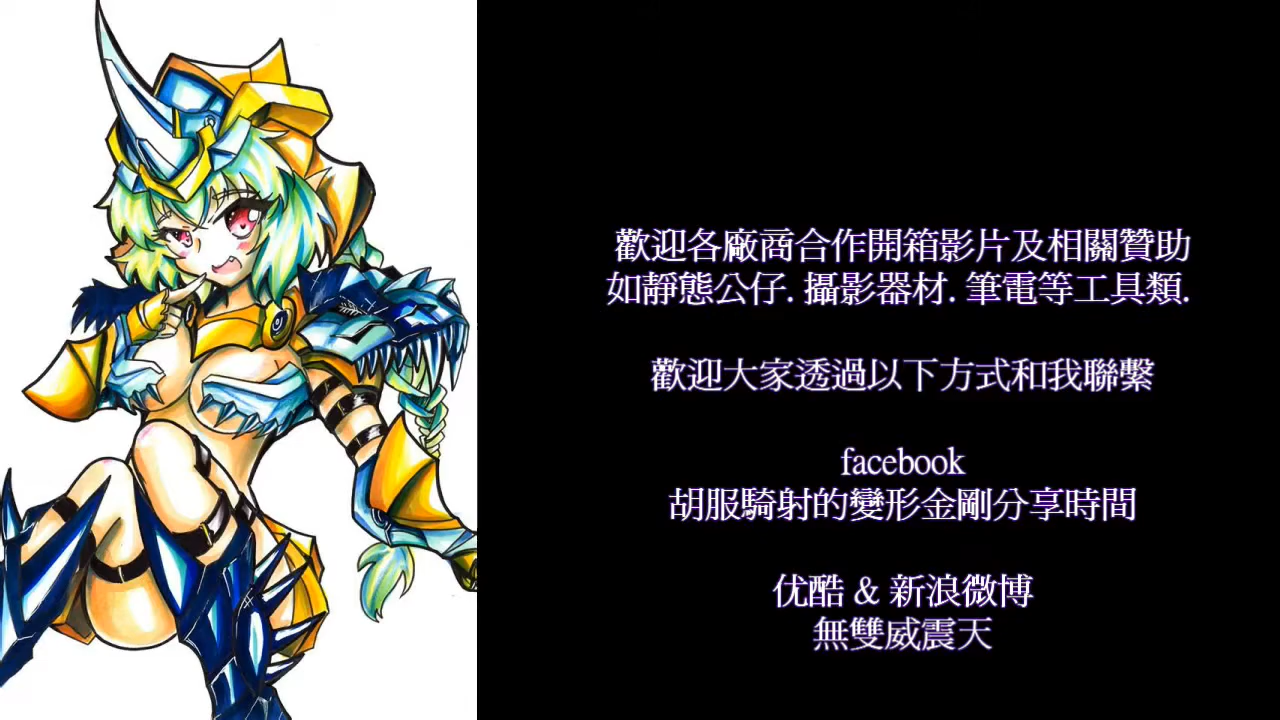 歡迎各廠商合作開箱影片及相關贊助
如靜態公仔. 攝影器材. 筆電等工具類.
歡迎大家透過以下方式和我聯繫
facebook
胡服騎射的變形金剛分享時間
优酷 & 新浪微博
無雙威震天